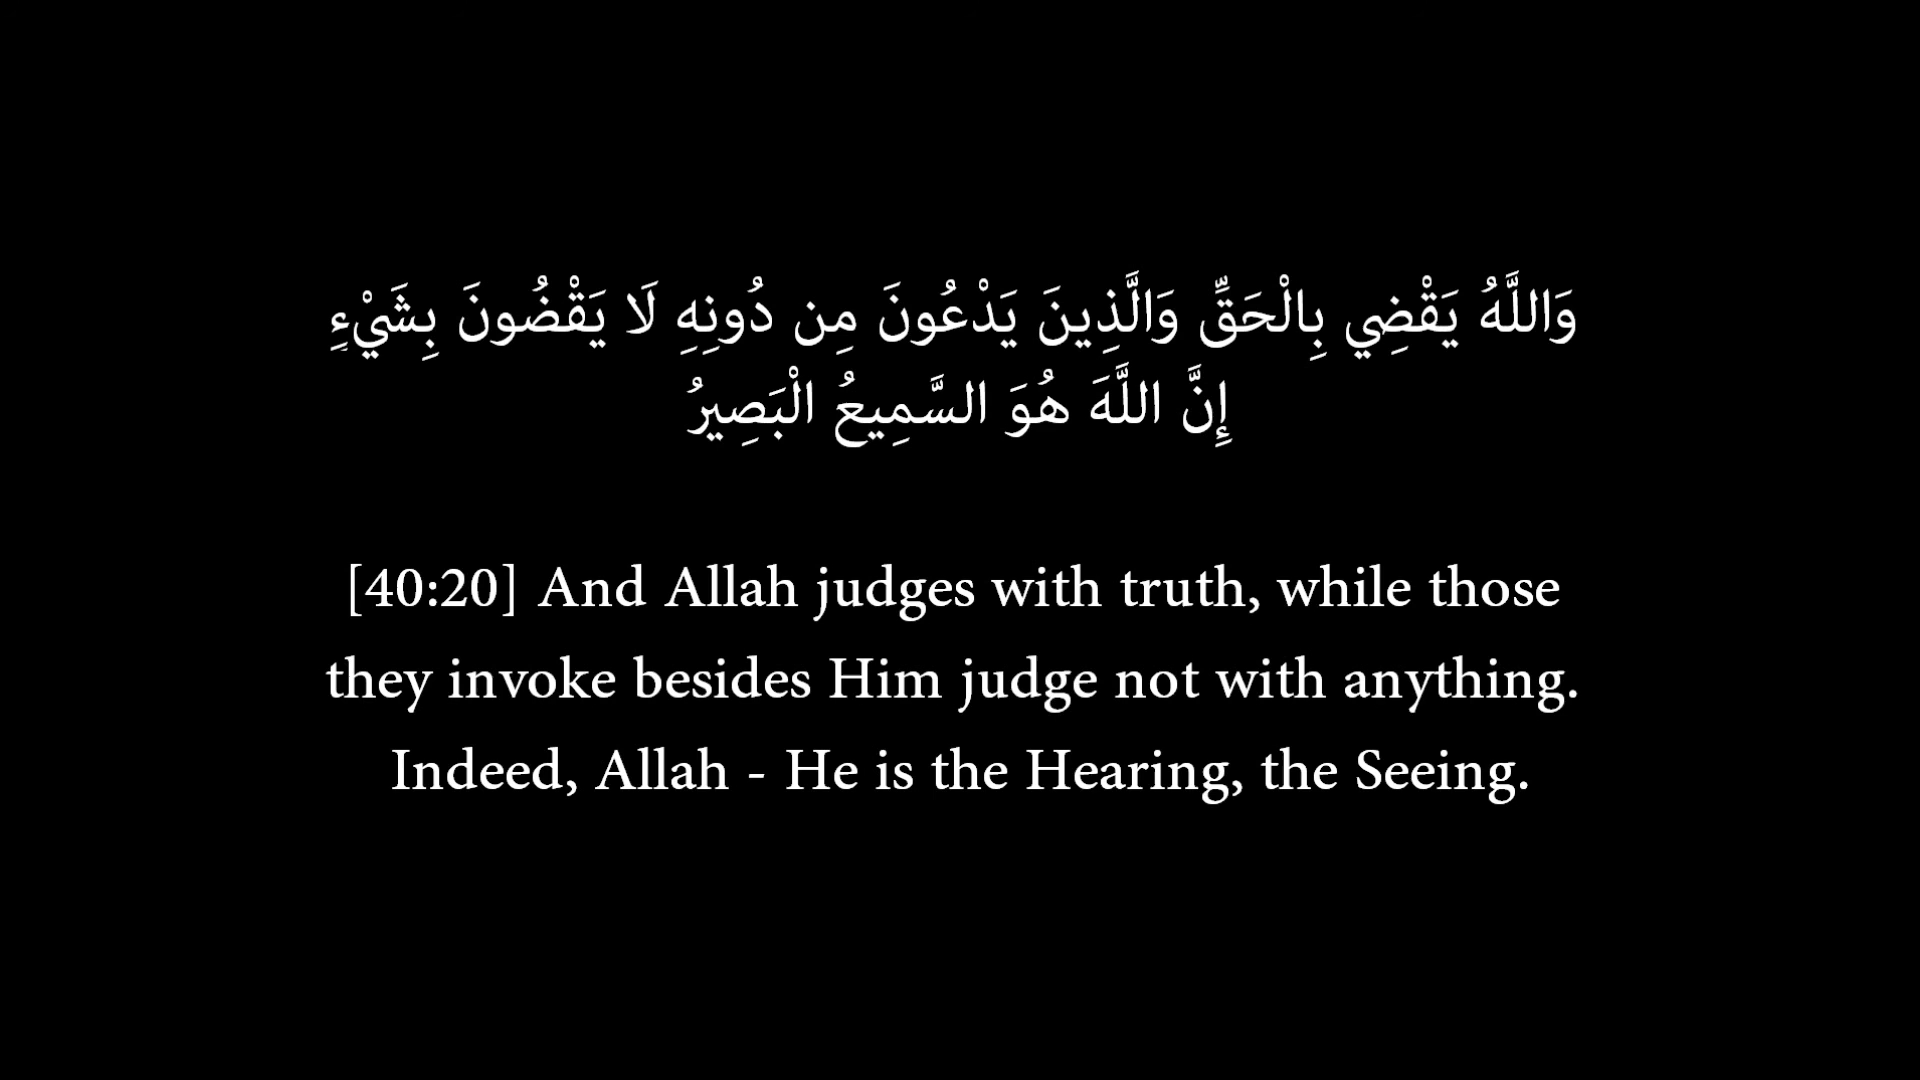 وَاللَّهُ يَقْضِي بِالْحَقِّ وَالَّذِينَ يَدْعُونَ مِن دُونِهِ لَا يَقْضُونَ بِشَيْءٍ
إِنَّ اللَّهَ هُوَ السَّمِيعُ الْبَصِيرُ
[40:20] And Allah judges with truth, while those
they invoke besides Him judge not with anything.
Indeed, Allah - He is the Hearing, the Seeing.